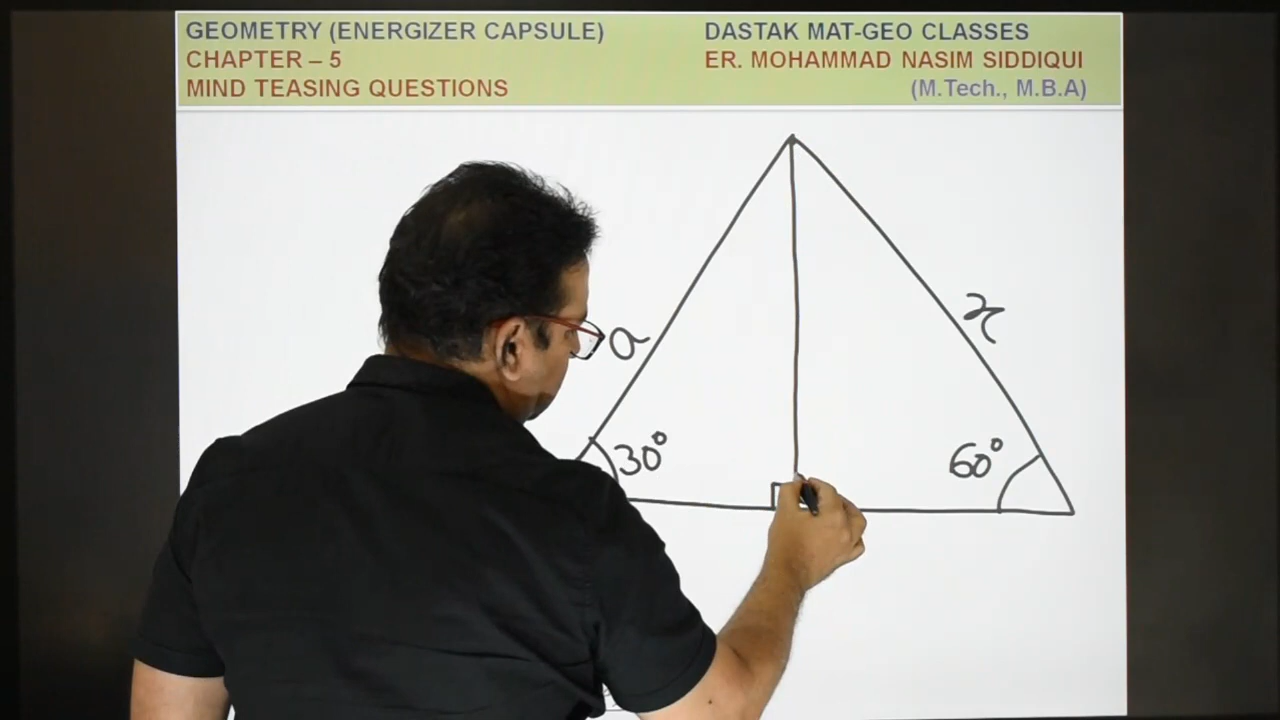 GEOMETRY (ENERGIZER CAPSULE)
CHAPTER – 5
MIND TEASING QUESTIONS
DASTAK MAT-GEO CLASSES
ER. MOHAMMAD NASIM SIDDIQUI
(M.Tech., M.B.A)
a
x
30°
60°